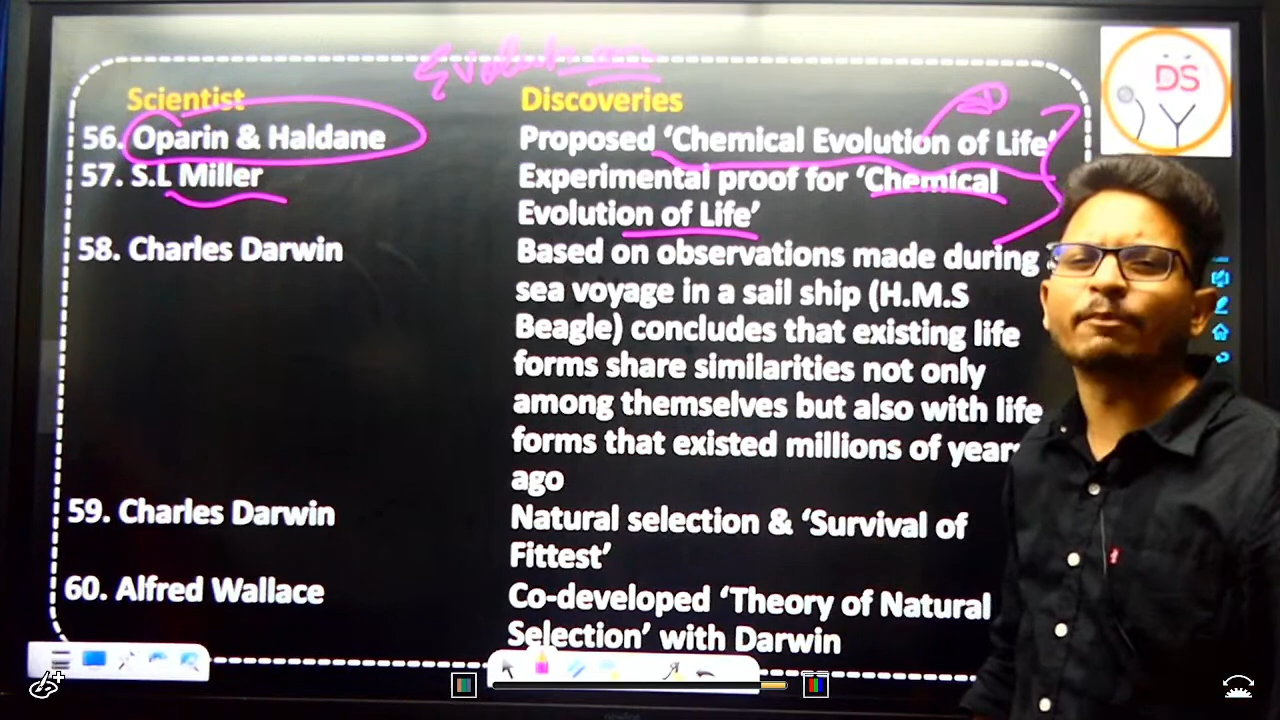 Evolution
DS
Scientist Discoveries
56. Oparin & Haldane Proposed ‘Chemical Evolution of Life’
57. S.L Miller Experimental proof for ‘Chemical
Evolution of Life’
58. Charles Darwin Based on observations made during
sea voyage in a sail ship (H.M.S
Beagle) concludes that existing life
forms share similarities not only
among themselves but also with life
forms that existed millions of
ago
59. Charles Darwin Natural selection & ‘Survival of
Fittest’
60. Alfred Wallace Co-developed ‘Theory of Natural
Selection’ with Darwin